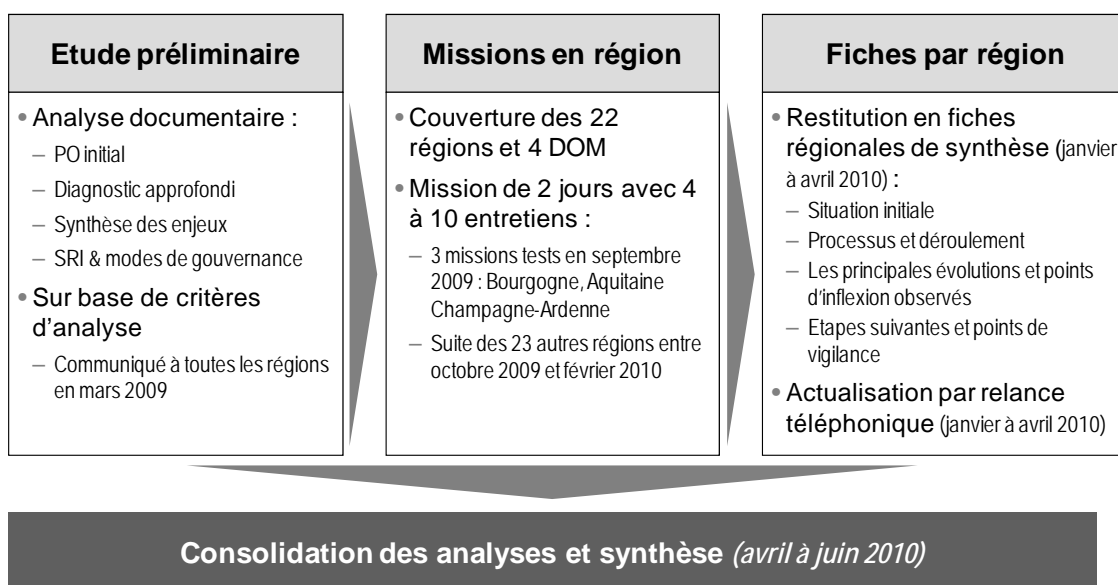 Etude préliminaire
• Analyse documentaire :
– PO initial
– Diagnostic approfondi
– Synthèse des enjeux
– SRI & modes de gouvernance
• Sur base de critères
d'analyse
– Communiqué à toutes les régions
en mars 2009
Missions en région
• Couverture des 22
régions et 4 DOM
• Mission de 2 jours avec 4
à 10 entretiens :
– 3 missions tests en septembre
2009 : Bourgogne, Aquitaine
Champagne-Ardenne
– Suite des 23 autres régions entre
octobre 2009 et février 2010
Fiches par région
• Restitution en fiches
régionales de synthèse (janvier
à avril 2010) :
– Situation initiale
– Processus et déroulement
– Les principales évolutions et points
d'inflexion observés
– Etapes suivantes et points de
vigilance
• Actualisation par relance
téléphonique (janvier à avril 2010)
Consolidation des analyses et synthèse (avril à juin 2010)